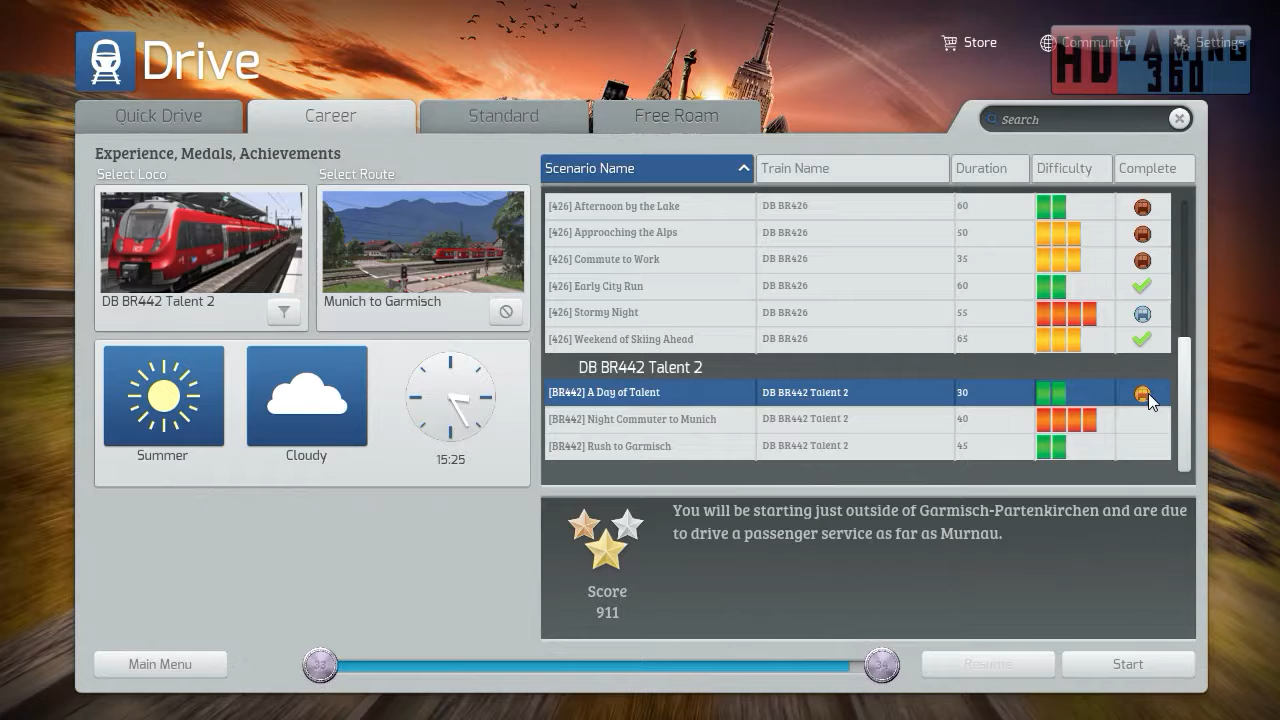 Drive
Store
Community
Settings
HD GAMING 360
Quick Drive
Career
Standard
Free Roam
Search
Experience, Medals, Achievements
Select Loco
Select Route
DB BR442 Talent 2
Munich to Garmisch
Summer
Cloudy
15:25
Scenario Name Train Name Duration Difficulty Complete
[426] Afternoon by the Lake DB BR426 60
[426] Approaching the Alps DB BR426 50
[426] Commute to Work DB BR426 35
[426] Early City Run DB BR426 60
[426] Stormy Night DB BR426 55
[426] Weekend of Skiing Ahead DB BR426 65
DB BR442 Talent 2
[BR442] A Day of Talent DB BR442 Talent 2 30
[BR442] Night Commuter to Munich DB BR442 Talent 2 40
[BR442] Rush to Garmisch DB BR442 Talent 2 45
You will be starting just outside of Garmisch-Partenkirchen and are due
to drive a passenger service as far as Murnau.
Score
911
Main Menu
33
34
Resume
Start